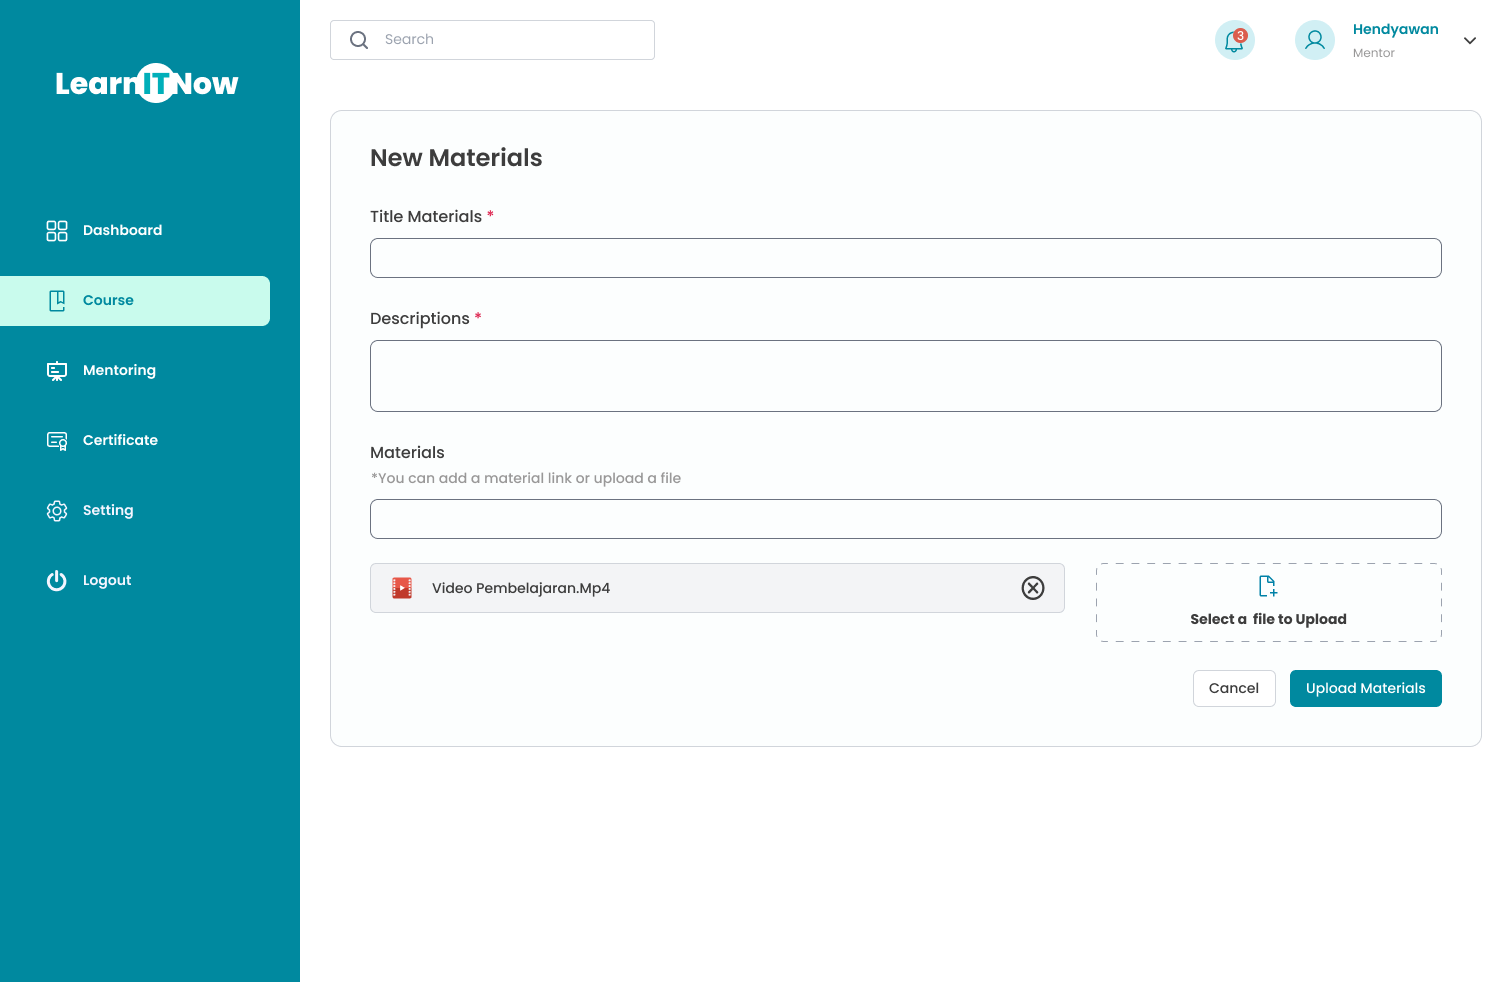 LearnITNow
Dashboard
Course
Mentoring
Certificate
Setting
Logout
Search
3
Hendyawan
Mentor
New Materials
Title Materials *
Descriptions *
Materials
*You can add a material link or upload a file
Video Pembelajaran.Mp4
Select a file to Upload
Cancel
Upload Materials